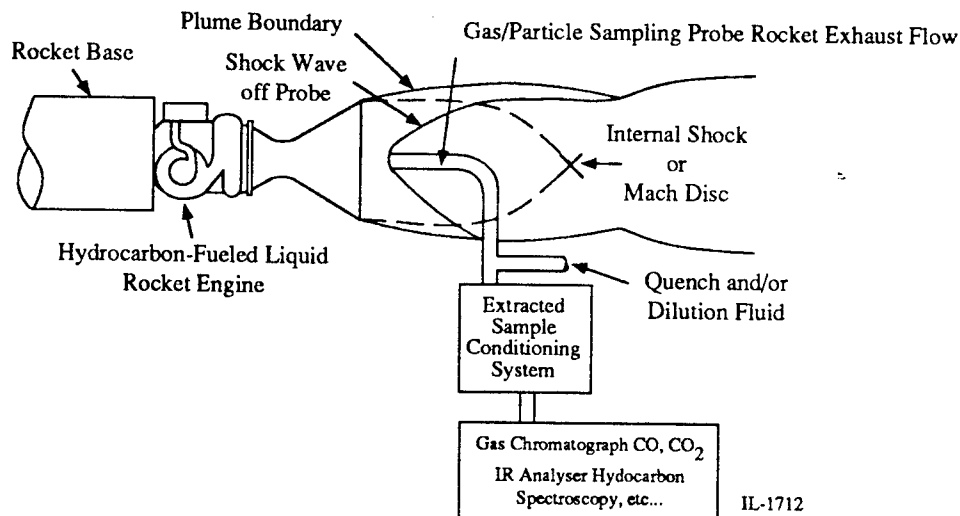 Plume Boundary
Gas/Particle Sampling Probe Rocket Exhaust Flow
Rocket Base
Shock Wave
off Probe
Internal Shock
or
Mach Disc
Hydrocarbon-Fueled Liquid
Rocket Engine
Quench and/or
Dilution Fluid
Extracted
Sample
Conditioning
System
Gas Chromatograph CO, CO2
IR Analyser Hydocarbon
Spectroscopy, etc...
IL-1712